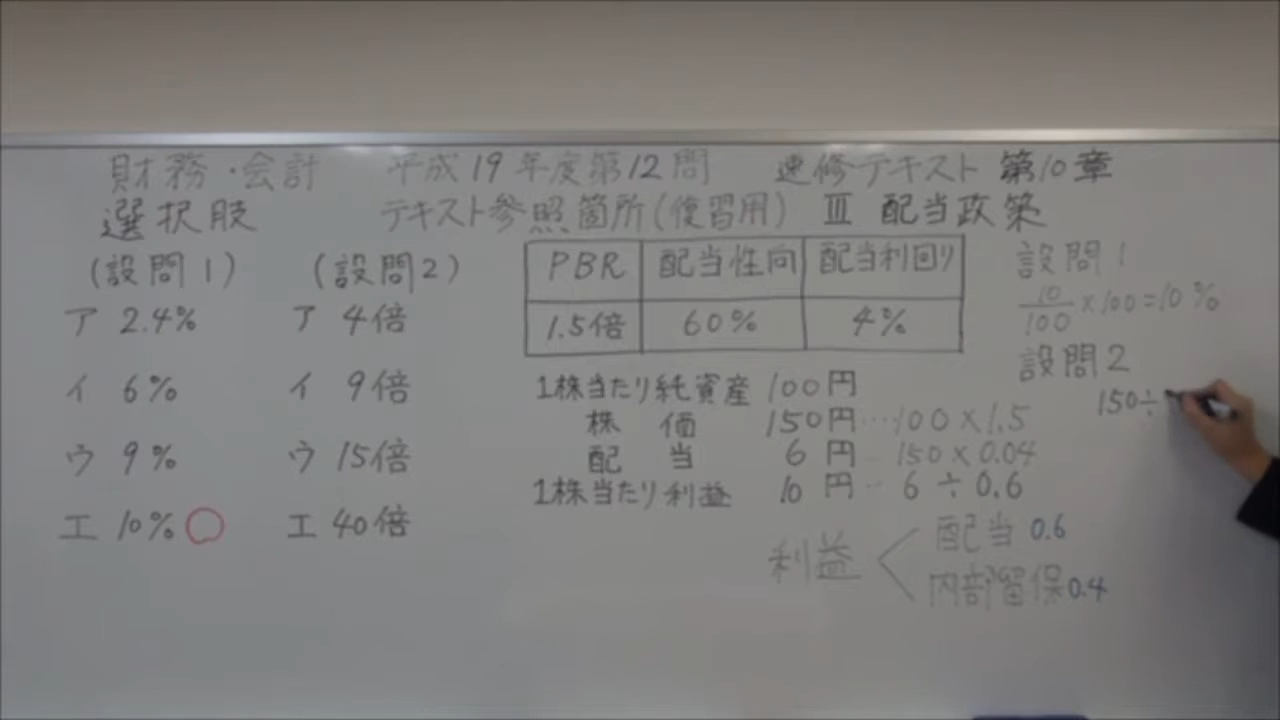 財務・会計 平成19年度第12問 速修テキスト 第10章
選択肢 テキスト参照箇所(復習用) Ⅲ 配当政策
(設問1) (設問2)
ア 2.4% ア 4倍
イ 6% イ 9倍
ウ 9% ウ 15倍
エ 10%○ エ 40倍
PBR 配当性向 配当利回り
1.5倍 60% 4%
1株当たり純資産 100円
株価 150円…100×1.5
配当 6円…150×0.04
1株当たり利益 10円…6÷0.6
利益 < 配当 0.6
内部留保 0.4
設問1
10/100×100=10%
設問2
150÷